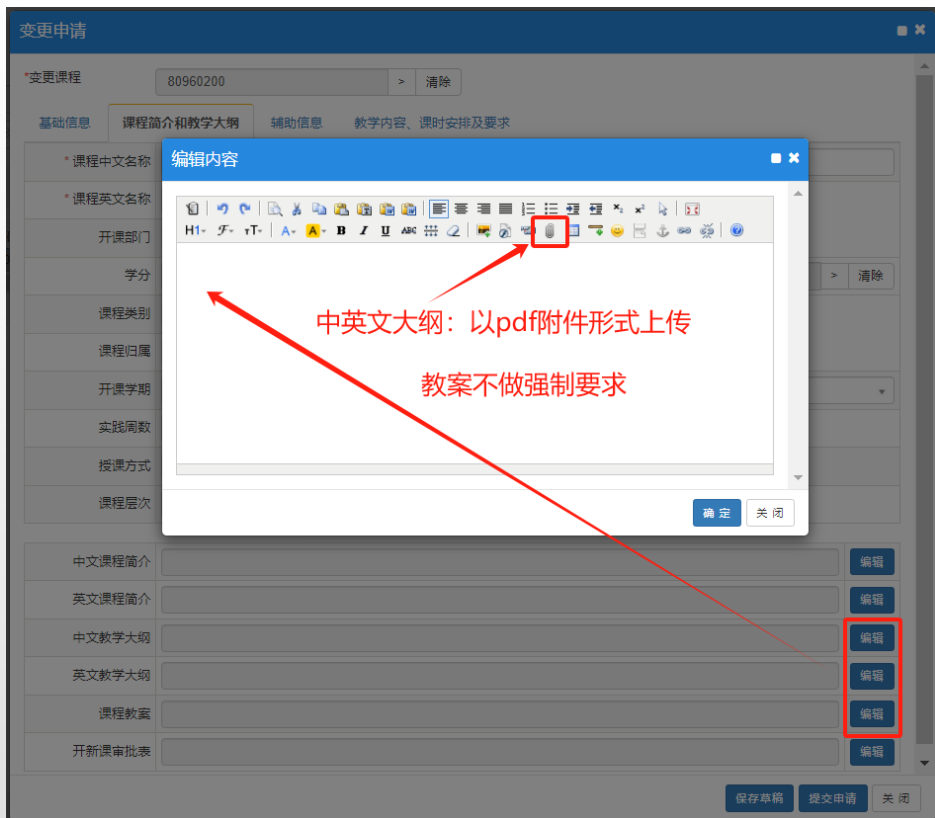 变更申请
*变更课程 80960200 > 清除
基础信息 课程简介和教学大纲 辅助信息 教学内容、课时安排及要求
*课程中文名称
编辑内容
*课程英文名称
H1 F тT A A B I U ABC
开课部门
学分 > 清除
课程类别
中英文大纲：以pdf附件形式上传
课程归属
教案不做强制要求
开课学期
实践周数
授课方式
课程层次
确定 关闭
中文课程简介 编辑
英文课程简介 编辑
中文教学大纲 编辑
英文教学大纲 编辑
课程教案 编辑
开新课审批表 编辑
保存草稿 提交申请 关闭